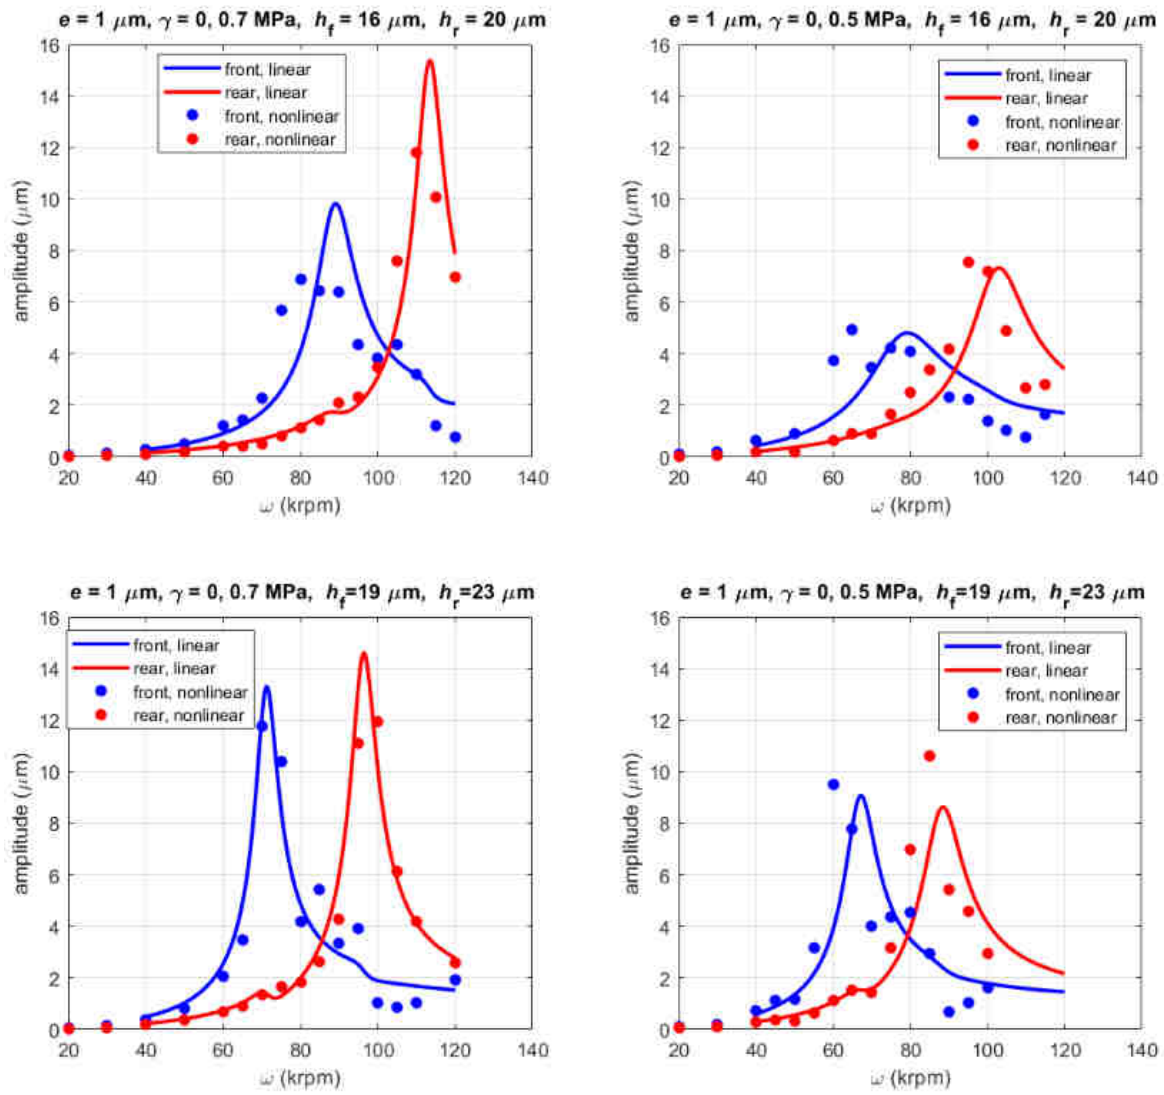 e = 1 μm, γ = 0, 0.7 MPa, h_f = 16 μm, h_r = 20 μm
16
14
12
10
8
6
4
2
0
amplitude (μm)
front, linear
rear, linear
front, nonlinear
rear, nonlinear
20 40 60 80 100 120 140
ω (krpm)
e = 1 μm, γ = 0, 0.5 MPa, h_f = 16 μm, h_r = 20 μm
16
14
12
10
8
6
4
2
0
amplitude (μm)
front, linear
rear, linear
front, nonlinear
rear, nonlinear
20 40 60 80 100 120 140
ω (krpm)
e = 1 μm, γ = 0, 0.7 MPa, h_f=19 μm, h_r=23 μm
16
14
12
10
8
6
4
2
0
amplitude (μm)
front, linear
rear, linear
front, nonlinear
rear, nonlinear
20 40 60 80 100 120 140
ω (krpm)
e = 1 μm, γ = 0, 0.5 MPa, h_f=19 μm, h_r=23 μm
16
14
12
10
8
6
4
2
0
amplitude (μm)
front, linear
rear, linear
front, nonlinear
rear, nonlinear
20 40 60 80 100 120 140
ω (krpm)